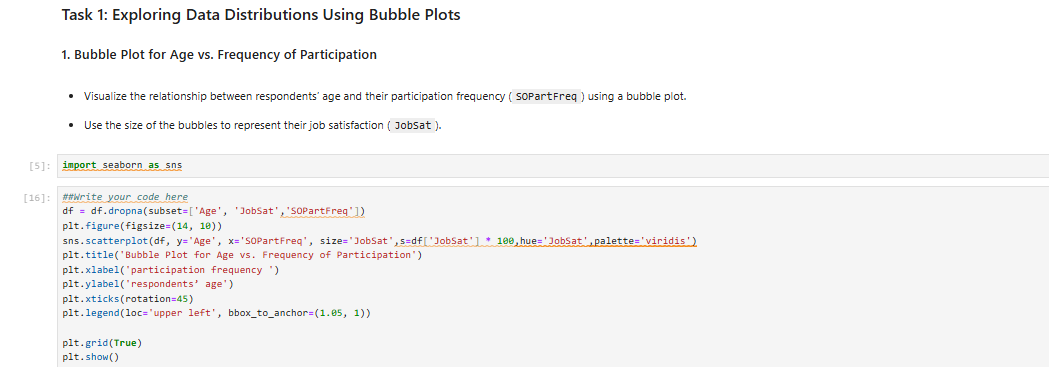 Task 1: Exploring Data Distributions Using Bubble Plots
1. Bubble Plot for Age vs. Frequency of Participation
• Visualize the relationship between respondents' age and their participation frequency ( SOPartFreq ) using a bubble plot.
• Use the size of the bubbles to represent their job satisfaction ( JobSat ).
[5]: import seaborn as sns
[16]: ##Write your code here
df = df.dropna(subset=['Age', 'JobSat','SOPartFreq'])
plt.figure(figsize=(14, 10))
sns.scatterplot(df, y='Age', x='SOPartFreq', size='JobSat',s=df['JobSat'] * 100,hue='JobSat',palette='viridis')
plt.title('Bubble Plot for Age vs. Frequency of Participation')
plt.xlabel('participation frequency ')
plt.ylabel('respondents’ age')
plt.xticks(rotation=45)
plt.legend(loc='upper left', bbox_to_anchor=(1.05, 1))
plt.grid(True)
plt.show()